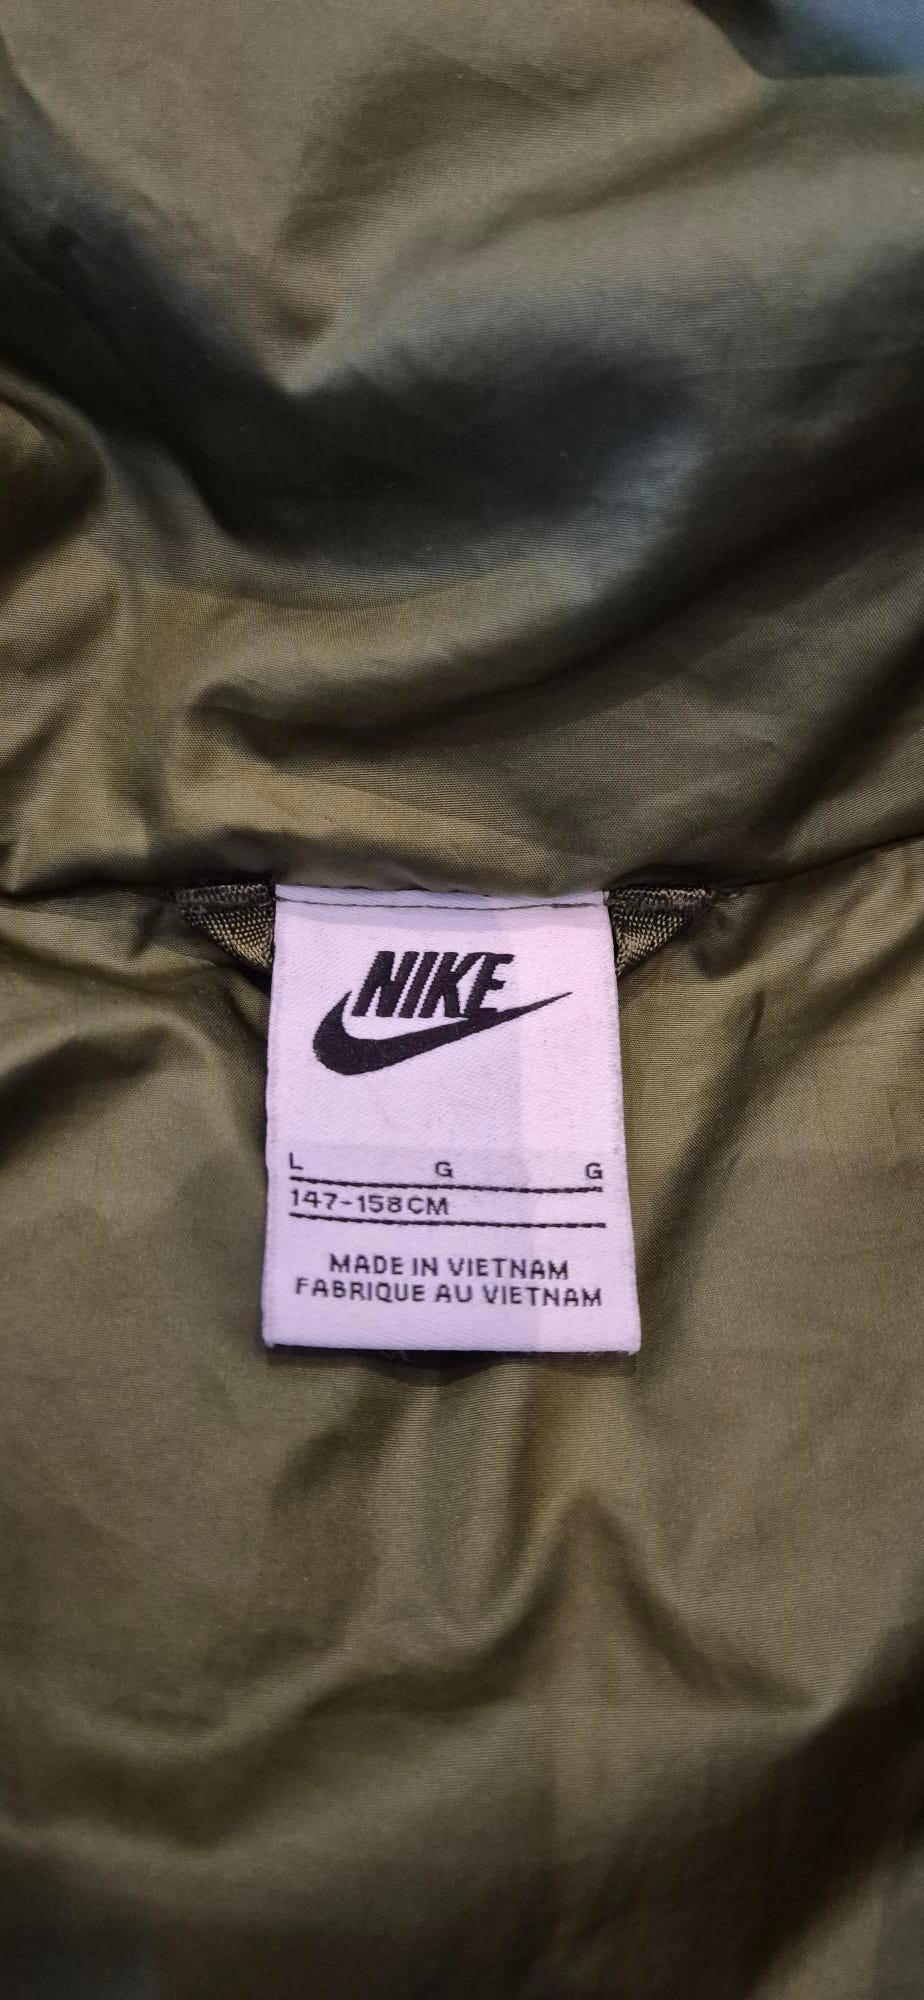 NIKE
L G G
147-158CM
MADE IN VIETNAM
FABRIQUE AU VIETNAM